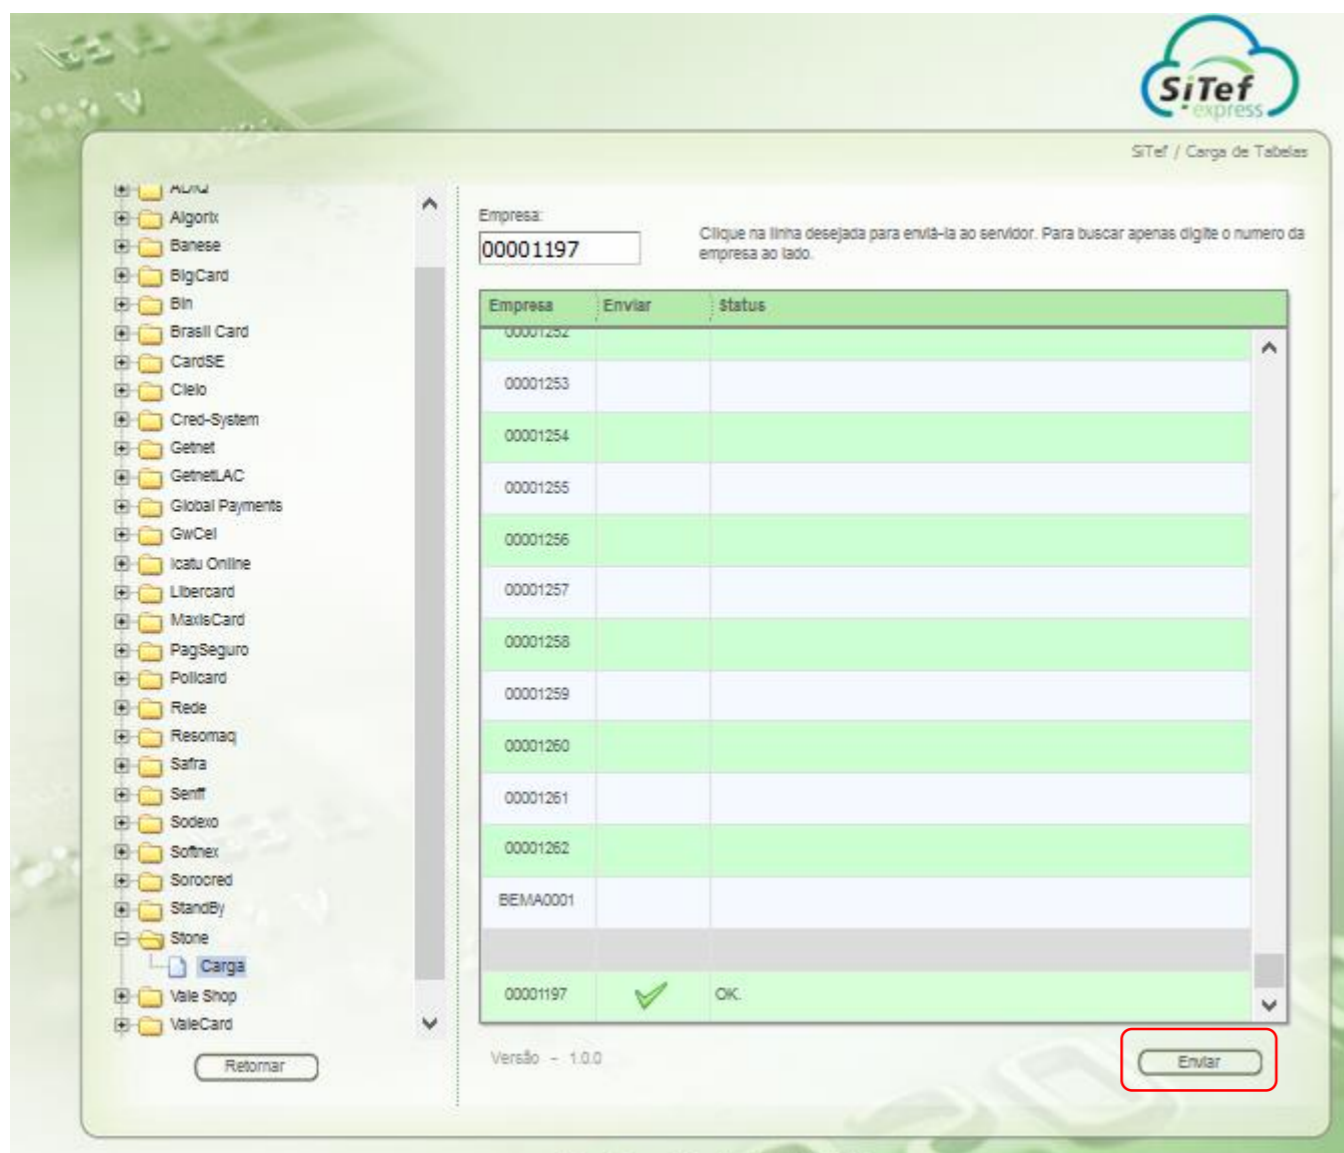 SiTef
express
SiTef / Carga de Tabelas
ADIQ
Algorix
Banese
BigCard
Bin
Brasil Card
CardSE
Cielo
Cred-System
Getnet
GetnetLAC
Global Payments
GwCel
Icatu Online
Libercard
MaxisCard
PagSeguro
Policard
Rede
Resomaq
Safra
Senff
Sodexo
Softnex
Sorocred
StandBy
Stone
Carga
Vale Shop
ValeCard
Retornar
Empresa:
00001197
Clique na linha desejada para enviá-la ao servidor. Para buscar apenas digite o numero da
empresa ao lado.
Empresa Enviar Status
00001252
00001253
00001254
00001255
00001256
00001257
00001258
00001259
00001260
00001261
00001262
BEMA0001
00001197 OK.
Versão - 1.0.0
Enviar